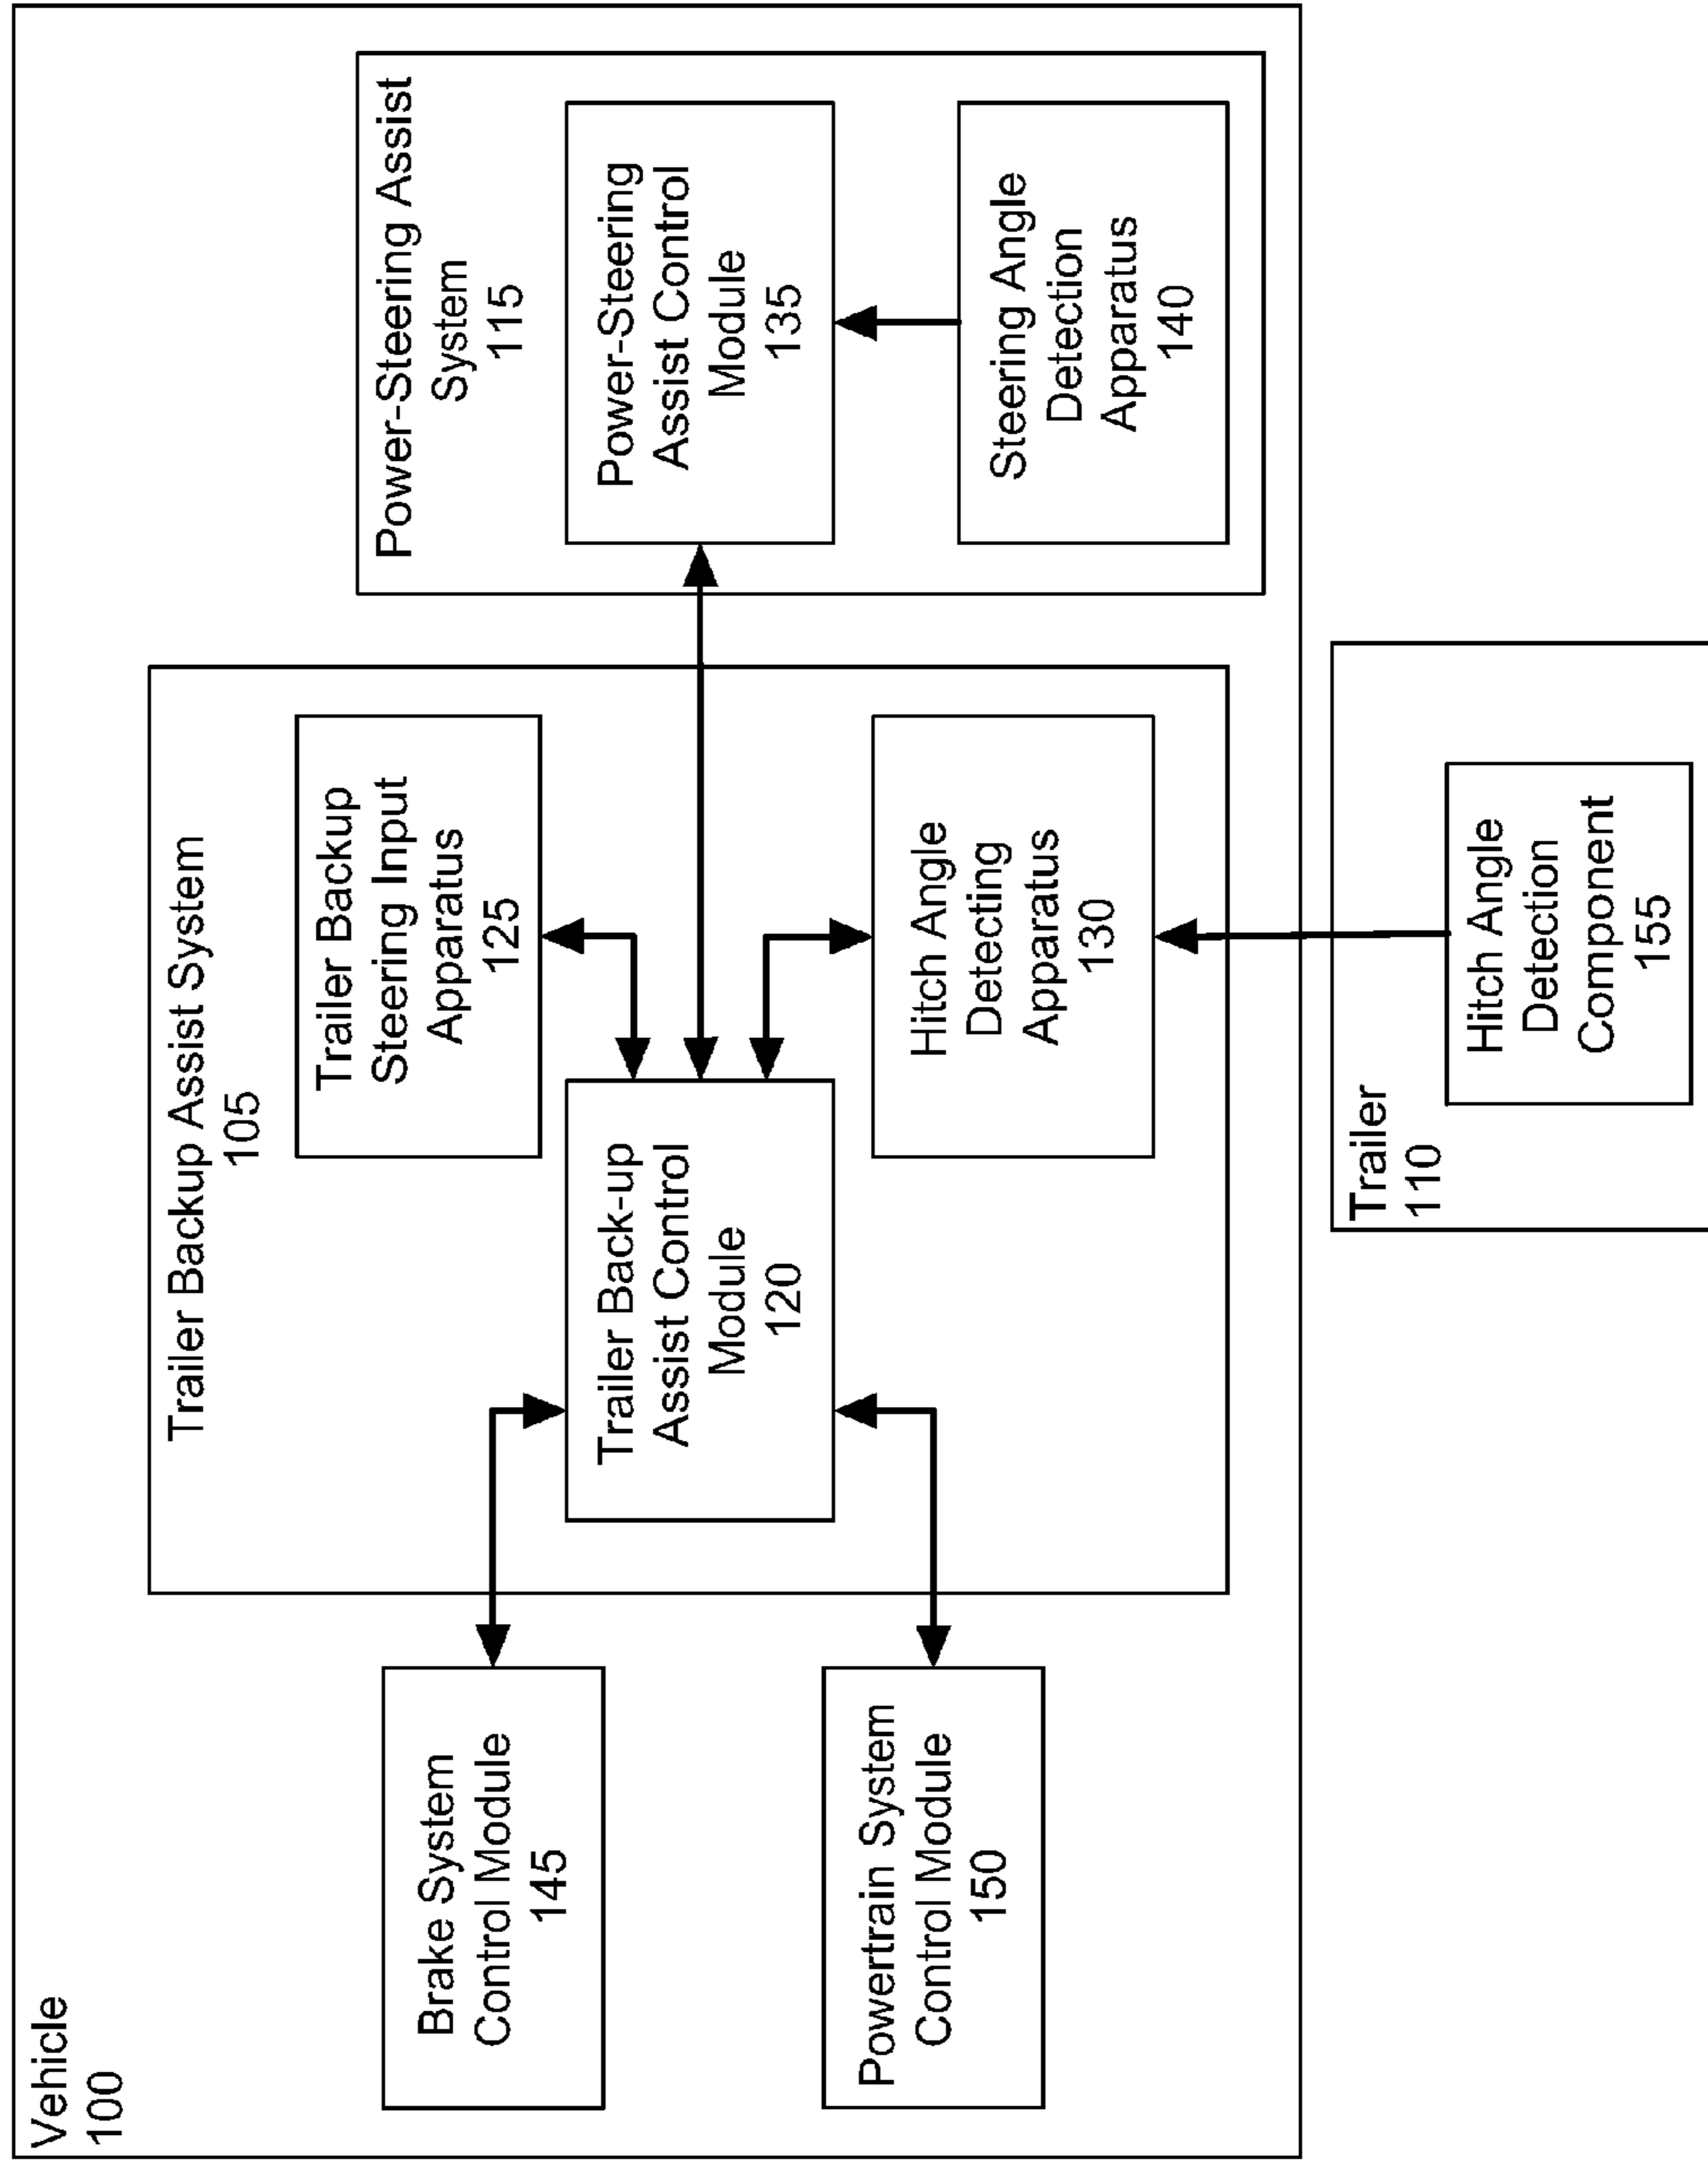 Vehicle
100
Trailer Backup Assist System
105
Power-Steering Assist
System
115
Trailer Backup
Steering Input
Apparatus
125
Brake System
Control Module
145
Trailer Back-up
Assist Control
Module
120
Power-Steering
Assist Control
Module
135
Powertrain System
Control Module
150
Hitch Angle
Detecting
Apparatus
130
Steering Angle
Detection
Apparatus
140
Trailer
110
Hitch Angle
Detection
Component
155